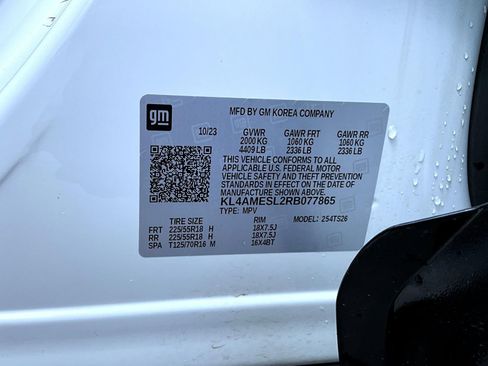 gm
MFD BY GM KOREA COMPANY
10/23 GVWR GAWR FRT GAWR RR
2000 KG 1060 KG 1060 KG
4409 LB 2336 LB 2336 LB
THIS VEHICLE CONFORMS TO ALL
APPLICABLE U.S. FEDERAL MOTOR
VEHICLE SAFETY AND THEFT PREVENTION
STANDARDS IN EFFECT ON THE DATE OF
MANUFACTURE SHOWN ABOVE.
KL4AMESL2RB077865
TYPE: MPV MODEL: 254TS26
TIRE SIZE RIM
FRT 225/55R18 H 18X7.5J
RR 225/55R18 H 18X7.5J
SPA T125/70R16 M 16X4BT